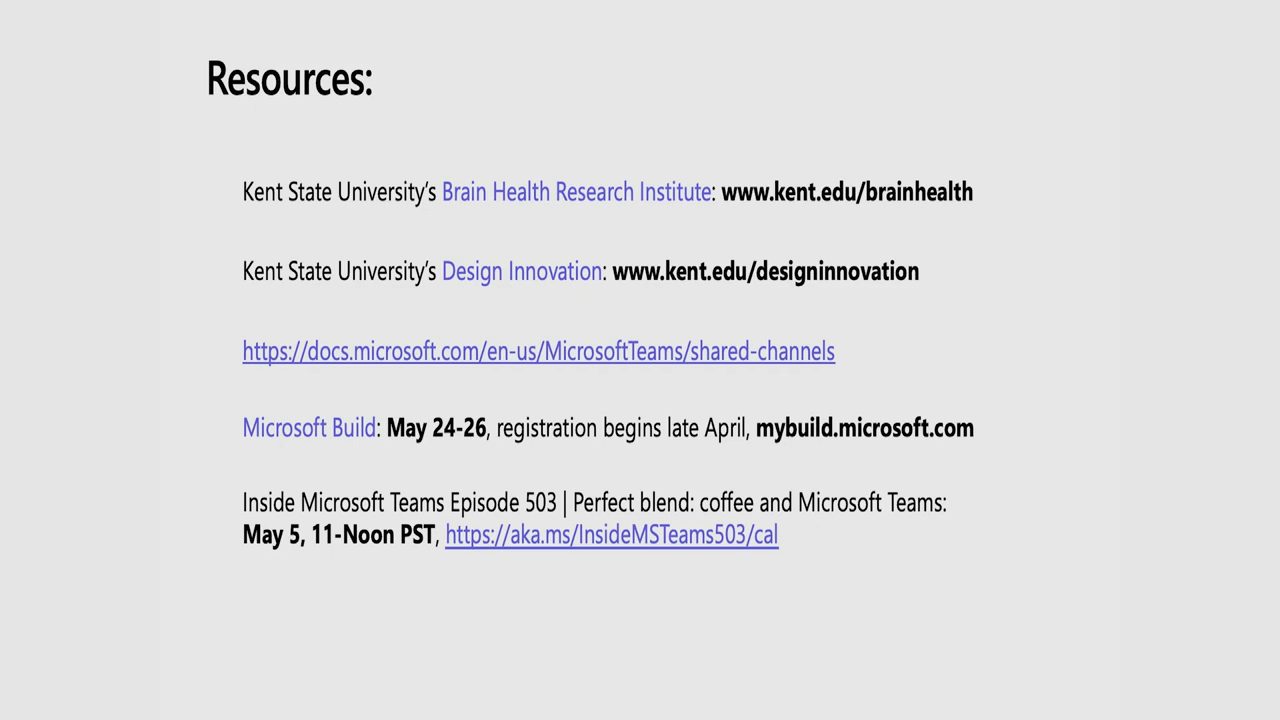 Resources:
Kent State University's Brain Health Research Institute: www.kent.edu/brainhealth
Kent State University's Design Innovation: www.kent.edu/designinnovation
https://docs.microsoft.com/en-us/MicrosoftTeams/shared-channels
Microsoft Build: May 24-26, registration begins late April, mybuild.microsoft.com
Inside Microsoft Teams Episode 503 | Perfect blend: coffee and Microsoft Teams:
May 5, 11-Noon PST, https://aka.ms/InsideMSTeams503/cal